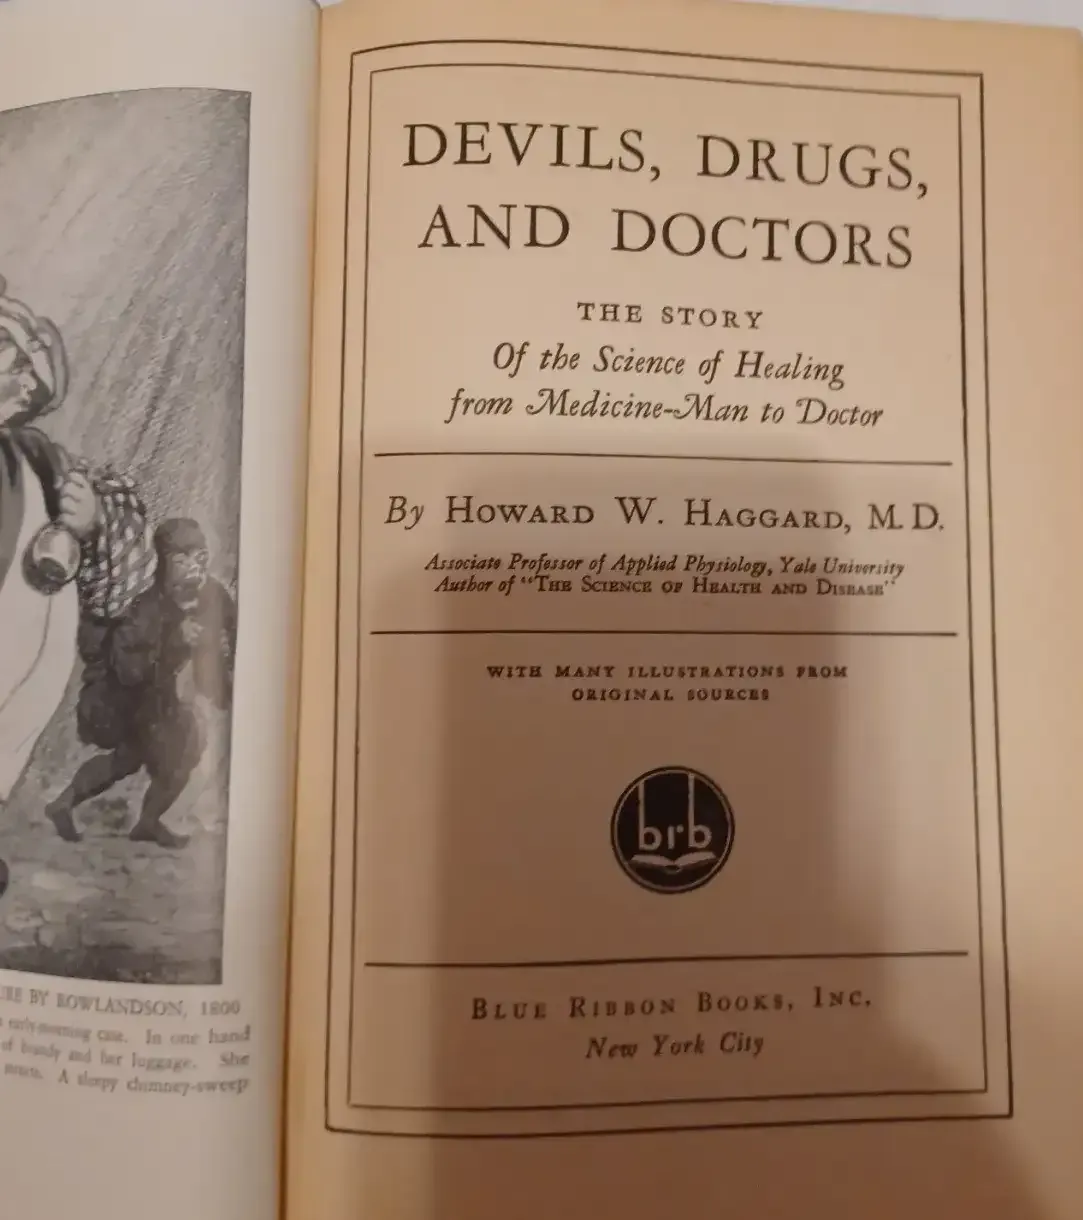 URE BY ROWLANDSON, 1800
early-morning case. In one hand
of brandy and her luggage. She
A sleepy chimney-sweep
DEVILS, DRUGS,
AND DOCTORS
THE STORY
Of the Science of Healing
from Medicine-Man to Doctor
By HOWARD W. HAGGARD, M.D.
Associate Professor of Applied Physiology, Yale University
Author of "THE SCIENCE OF HEALTH AND DISEASE"
WITH MANY ILLUSTRATIONS FROM
ORIGINAL SOURCES
brb
BLUE RIBBON BOOKS, INC.
New York City